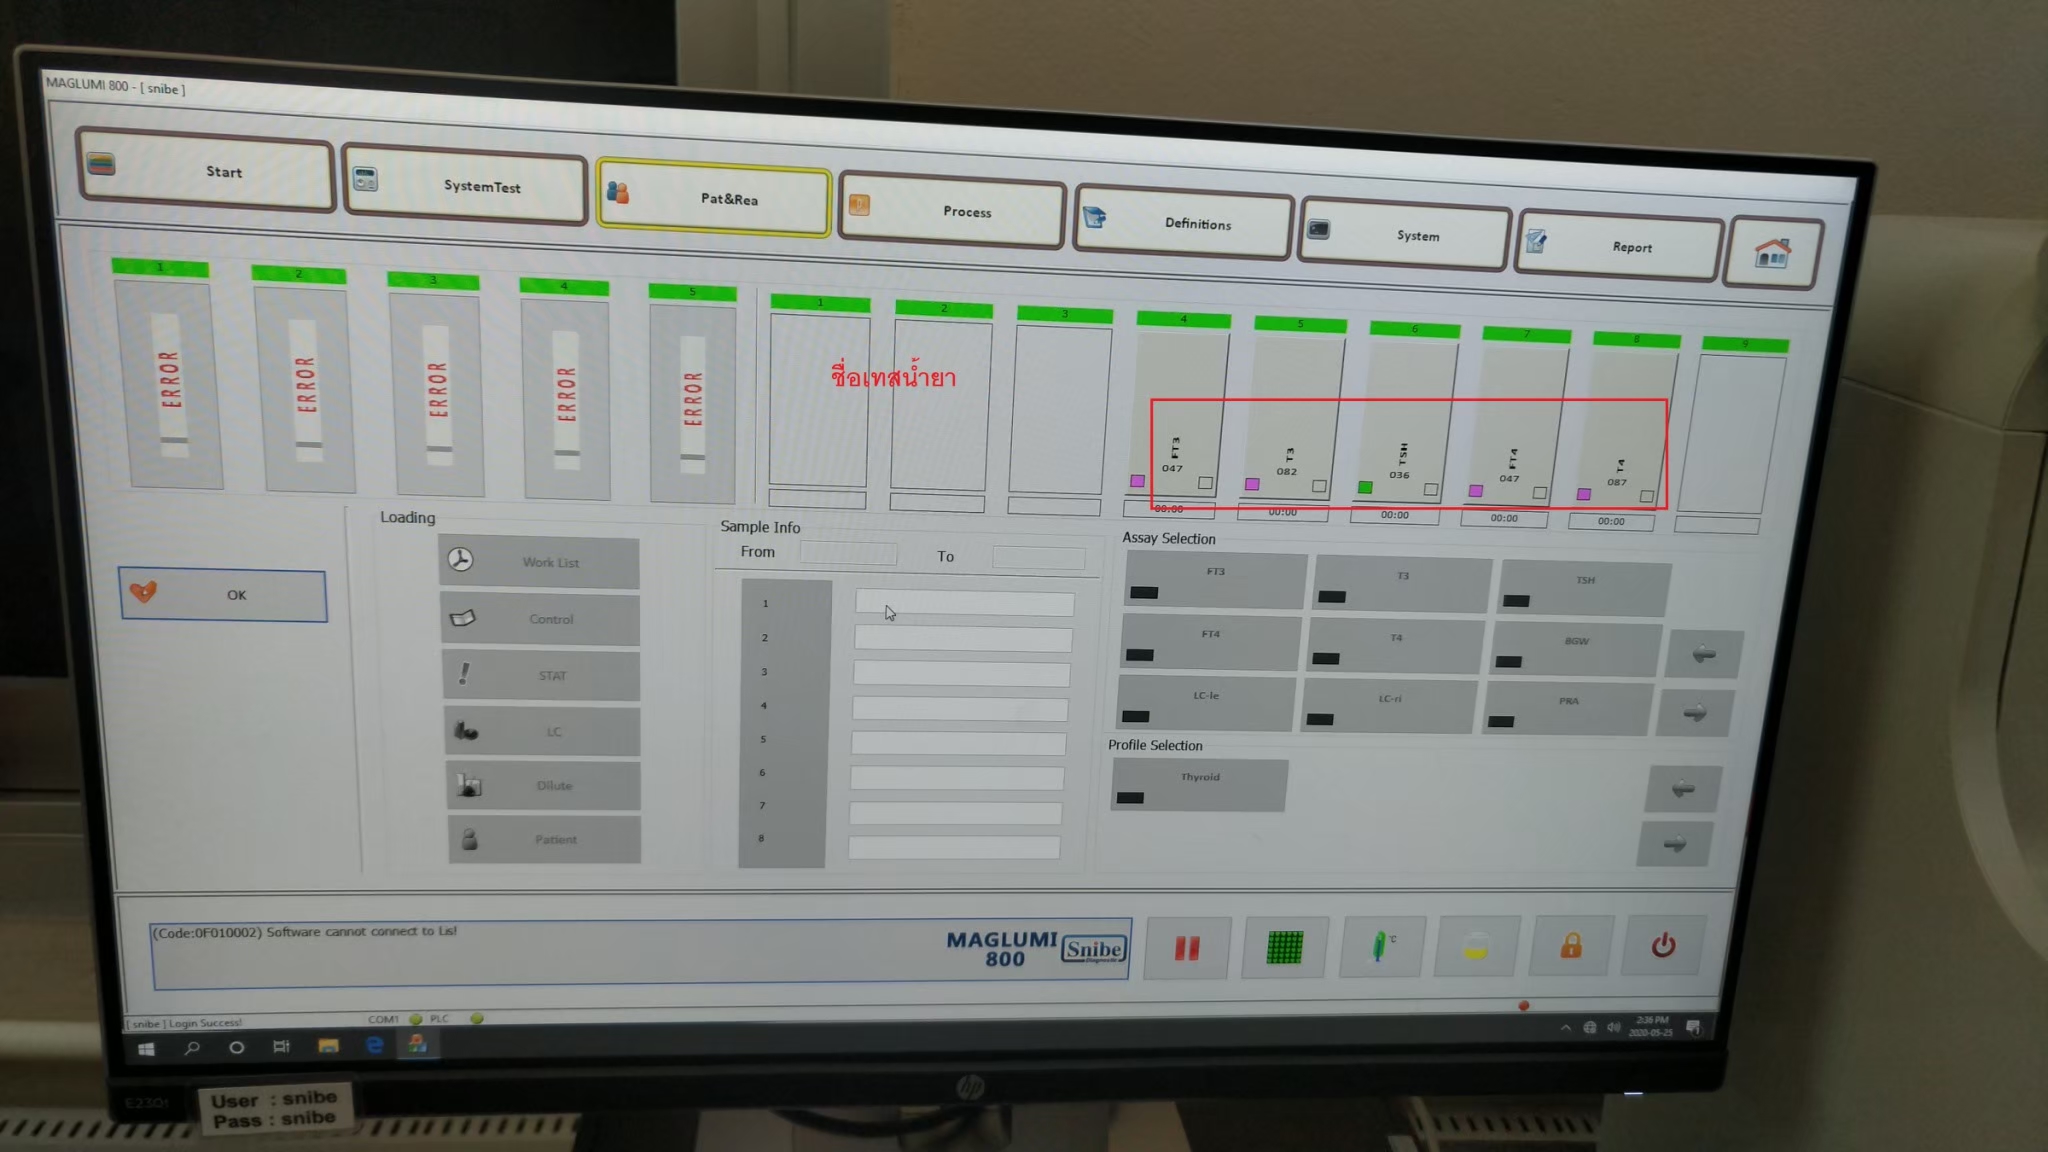 MAGLUMI 800 - [ snibe ]
Start
SystemTest
Pat&Rea
Process
Definitions
System
Report
1
2
3
4
5
1
2
3
4
5
6
7
8
9
ERROR
ERROR
ERROR
ERROR
ERROR
ชื่อเทสน้ำยา
FT3
047
T3
082
TSH
036
FT4
047
T4
087
00:00
00:00
00:00
00:00
00:00
OK
Loading
Work List
Control
STAT
LC
Dilute
Patient
Sample Info
From
To
1
2
3
4
5
6
7
8
Assay Selection
FT3
T3
TSH
FT4
T4
BGW
LC-le
LC-ri
PRA
Profile Selection
Thyroid
(Code:0F010002) Software cannot connect to Lis!
MAGLUMI
800
Snibe
Diagnostic
°C
[ snibe ] Login Success!
COM1
PLC
2:36 PM
2020-05-25
hp
User : snibe
Pass : snibe